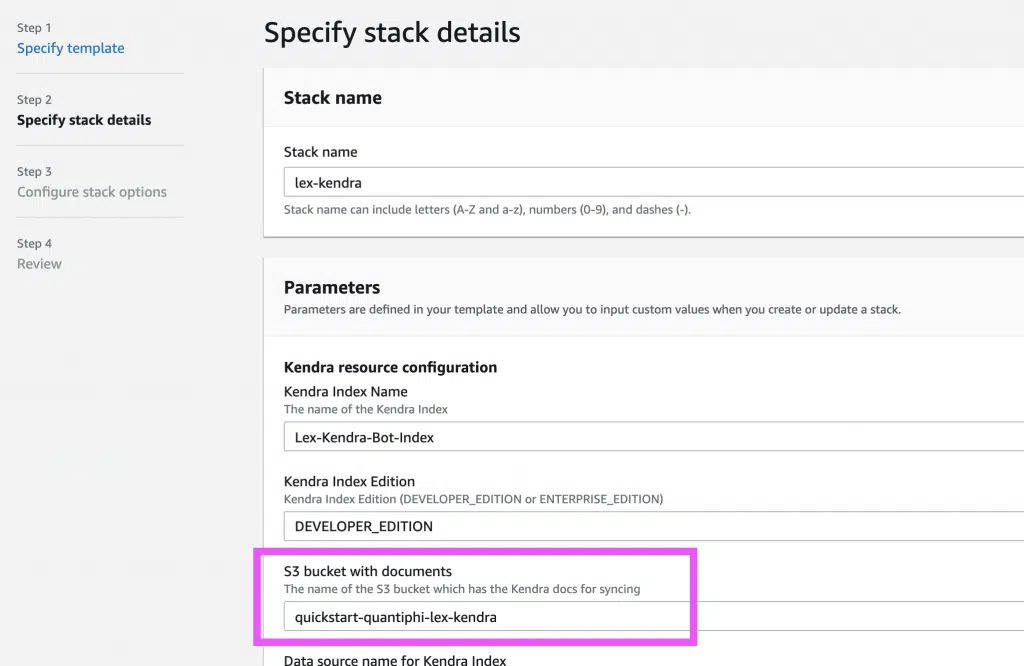 Step 1
Specify template
Step 2
Specify stack details
Step 3
Configure stack options
Step 4
Review
Specify stack details
Stack name
Stack name
lex-kendra
Stack name can include letters (A-Z and a-z), numbers (0-9), and dashes (-).
Parameters
Parameters are defined in your template and allow you to input custom values when you create or update a stack.
Kendra resource configuration
Kendra Index Name
The name of the Kendra Index
Lex-Kendra-Bot-Index
Kendra Index Edition
Kendra Index Edition (DEVELOPER_EDITION or ENTERPRISE_EDITION)
DEVELOPER_EDITION
S3 bucket with documents
The name of the S3 bucket which has the Kendra docs for syncing
quickstart-quantiphi-lex-kendra
Data source name for Kendra Index